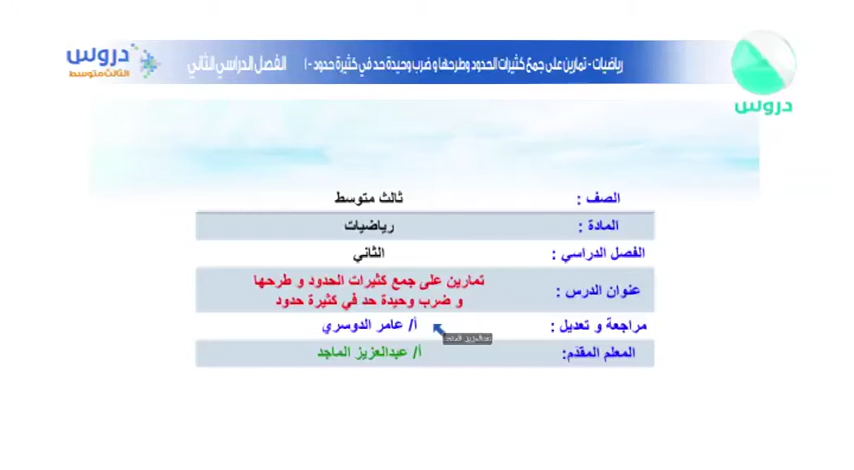 دروس
الثالث متوسط
رياضيات - تمارين على جمع كثيرات الحدود وطرحها و ضرب وحيدة حد في كثيرة حدود - )
الفصل الدراسي الثاني
دروس
الصف : ثالث متوسط
المادة : رياضيات
الفصل الدراسي : الثاني
عنوان الدرس : تمارين على جمع كثيرات الحدود و طرحها
و ضرب وحيدة حد في كثيرة حدود
مراجعة و تعديل : أ/ عامر الدوسري
المعلم المقدَم: أ/ عبدالعزيز الماجد